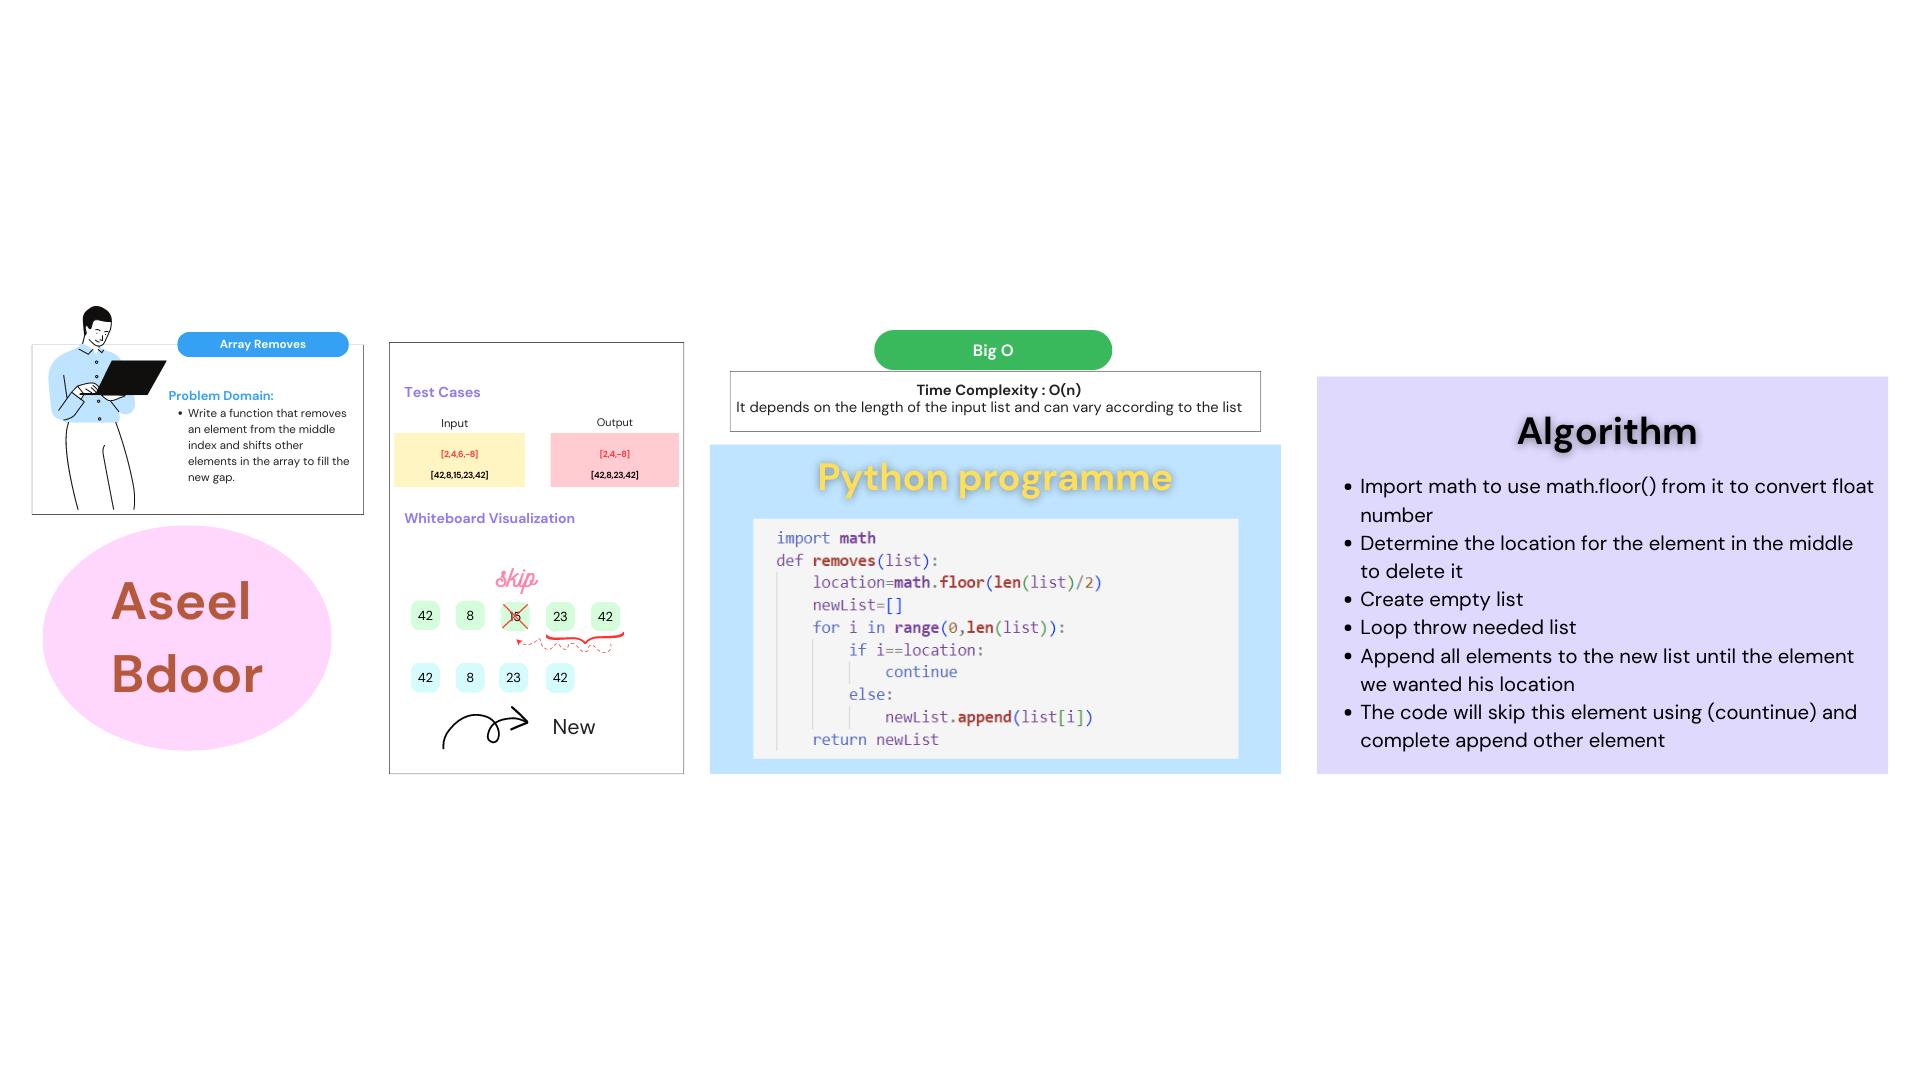 Array Removes
Problem Domain:
• Write a function that removes
an element from the middle
index and shifts other
elements in the array to fill the
new gap.
Aseel
Bdoor
Test Cases
Input
Output
[2,4,6,-8]
[2,4,-8]
[42,8,15,23,42]
[42,8,23,42]
Whiteboard Visualization
skip
42 8 15 23 42
42 8 23 42
New
Big O
Time Complexity : O(n)
It depends on the length of the input list and can vary according to the list
Python programme
import math
def removes(list):
location=math.floor(len(list)/2)
newList=[]
for i in range(0,len(list)):
if i==location:
continue
else:
newList.append(list[i])
return newList
Algorithm
• Import math to use math.floor() from it to convert float
number
• Determine the location for the element in the middle
to delete it
• Create empty list
• Loop throw needed list
• Append all elements to the new list until the element
we wanted his location
• The code will skip this element using (countinue) and
complete append other element